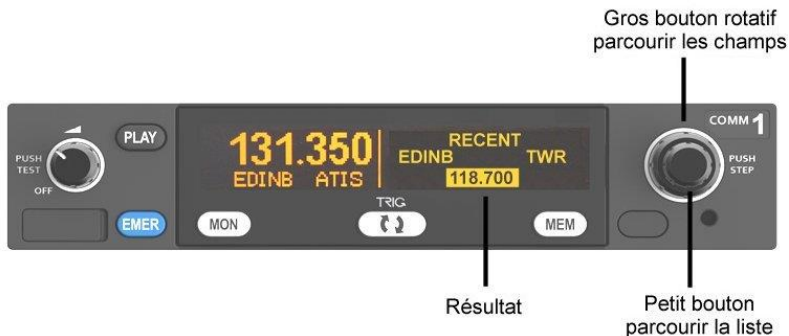 Gros bouton rotatif
parcourir les champs
COMM 1
PLAY
PUSH
TEST
OFF
131.350
EDINB ATIS
RECENT
EDINB TWR
118.700
PUSH
STEP
EMER
MON
TRIG
MEM
Résultat
Petit bouton
parcourir la liste